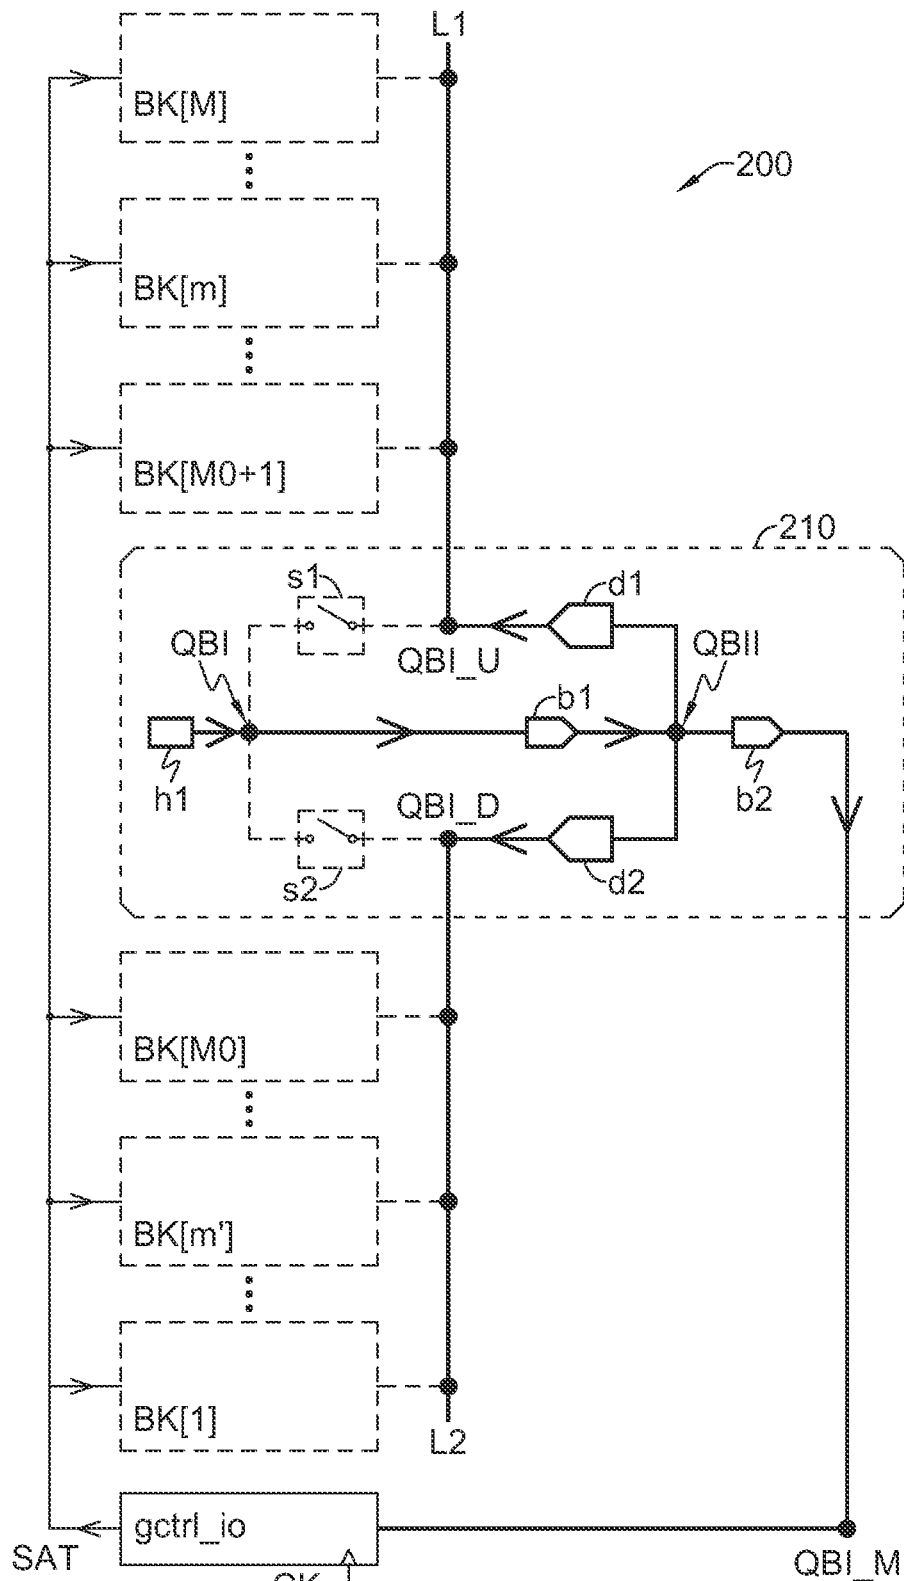 L1
BK[M]
200
BK[m]
BK[M0+1]
210
s1
d1
QBI
QBI_U
QBII
b1
h1
QBI_D
b2
s2
d2
BK[M0]
BK[m']
BK[1]
L2
gctrl_io
SAT
QBI_M